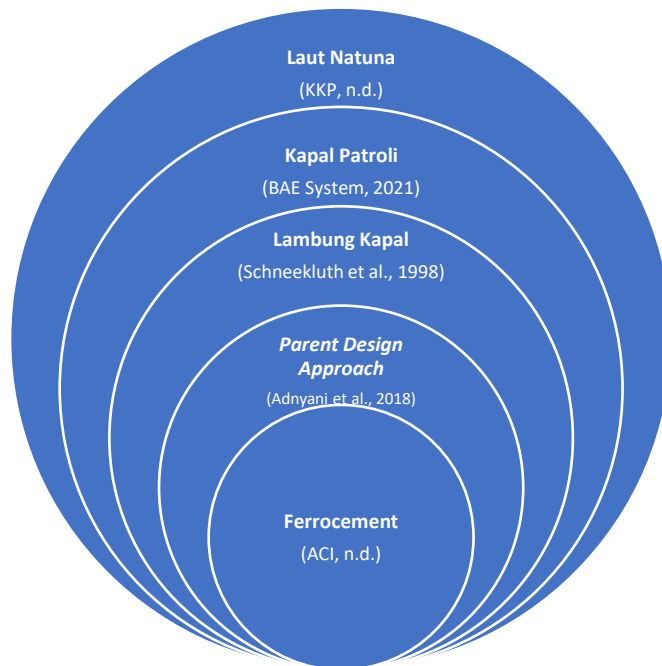 Laut Natuna
(KKP, n.d.)
Kapal Patroli
(BAE System, 2021)
Lambung Kapal
(Schneekluth et al., 1998)
Parent Design
Approach
(Adnyani et al., 2018)
Ferrocement
(ACI, n.d.)